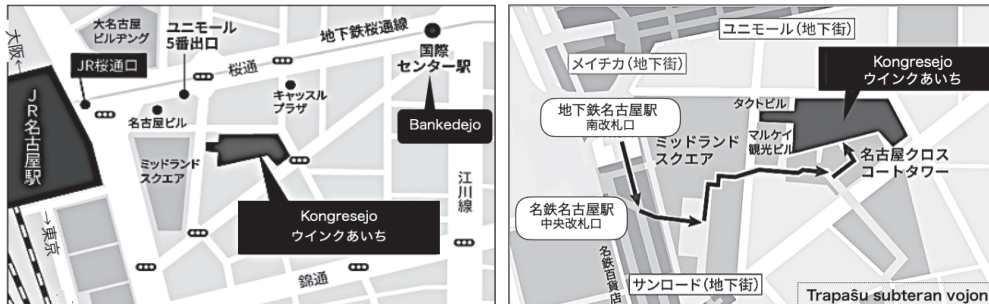 大名古屋
ビルヂング
ユニモール
5番出口
地下鉄桜通線
大阪←
JR桜通口
桜通
国際
センター駅
JR名古屋駅
名古屋ビル
キャッスル
プラザ
Bankedejo
ミッドランド
スクエア
Kongresejo
ウインクあいち
江川線
→東京
錦通
ユニモール(地下街)
メイチカ(地下街)
Kongresejo
ウインクあいち
地下鉄名古屋駅
南改札口
タクトビル
ミッドランド
スクエア
マルケイ
観光ビル
名古屋クロス
コートタワー
名鉄名古屋駅
中央改札口
名鉄百貨店
サンロード(地下街)
Trapaŝu subteran vojon